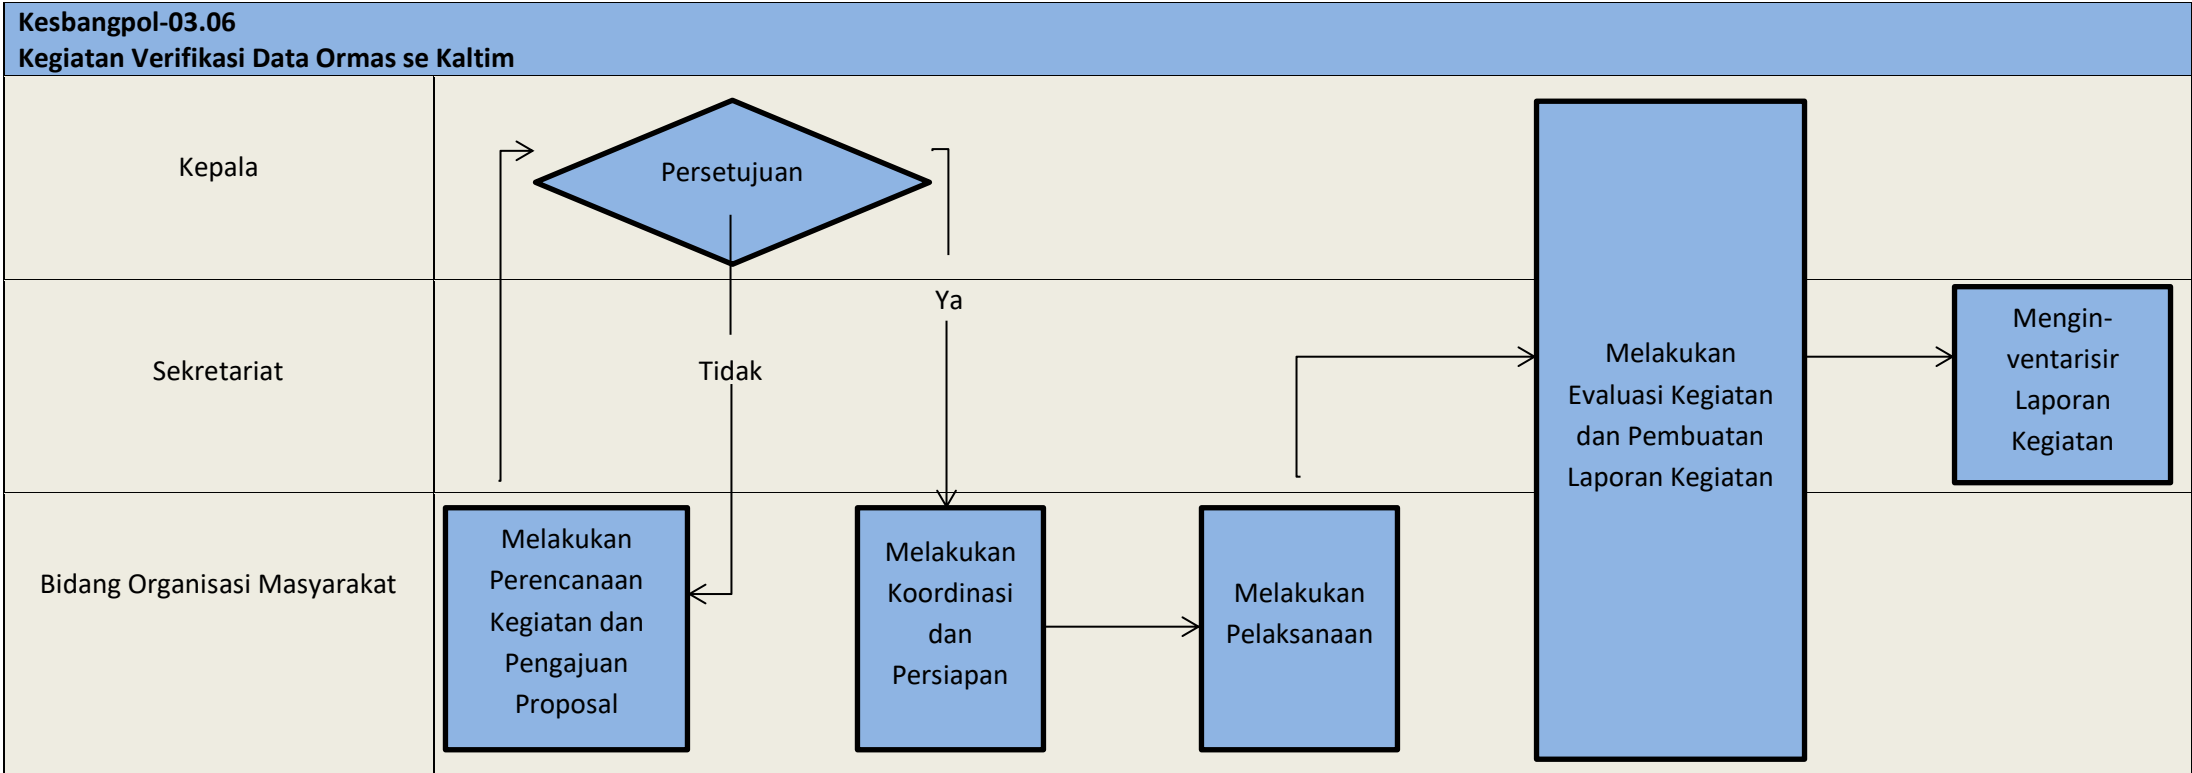 Kesbangpol-03.06
Kegiatan Verifikasi Data Ormas se Kaltim
Kepala
Persetujuan
Sekretariat
Ya
Tidak
Melakukan
Evaluasi Kegiatan
dan Pembuatan
Laporan Kegiatan
Mengin-
ventarisir
Laporan
Kegiatan
Bidang Organisasi Masyarakat
Melakukan
Perencanaan
Kegiatan dan
Pengajuan
Proposal
Melakukan
Koordinasi
dan
Persiapan
Melakukan
Pelaksanaan